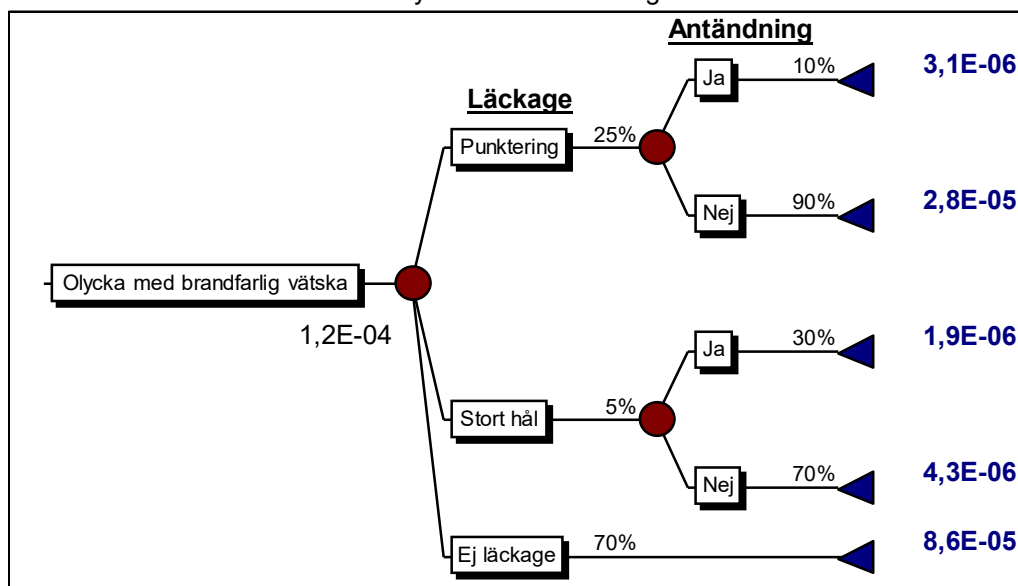 Antändning
Ja 10% 3,1E-06
Läckage
Punktering 25%
Nej 90% 2,8E-05
Olycka med brandfarlig vätska
1,2E-04
Ja 30% 1,9E-06
Stort hål 5%
Nej 70% 4,3E-06
Ej läckage 70% 8,6E-05